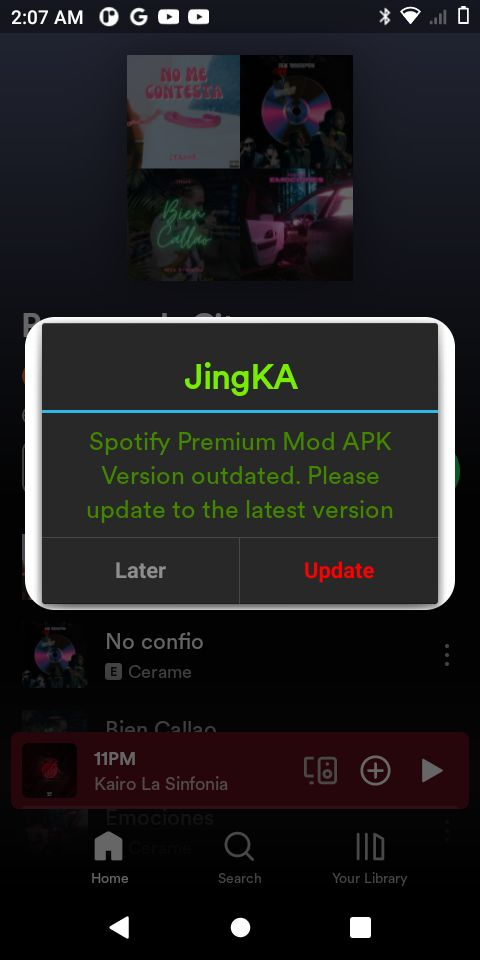 2:07 AM
NO ME
CONTESTA
EMOCIONES
Bien
Callao
JingKA
Spotify Premium Mod APK
Version outdated. Please
update to the latest version
Later
Update
No confio
E Cerame
Bien Callao
11PM
Kairo La Sinfonia
Emociones
Cerame
Home
Search
Your Library